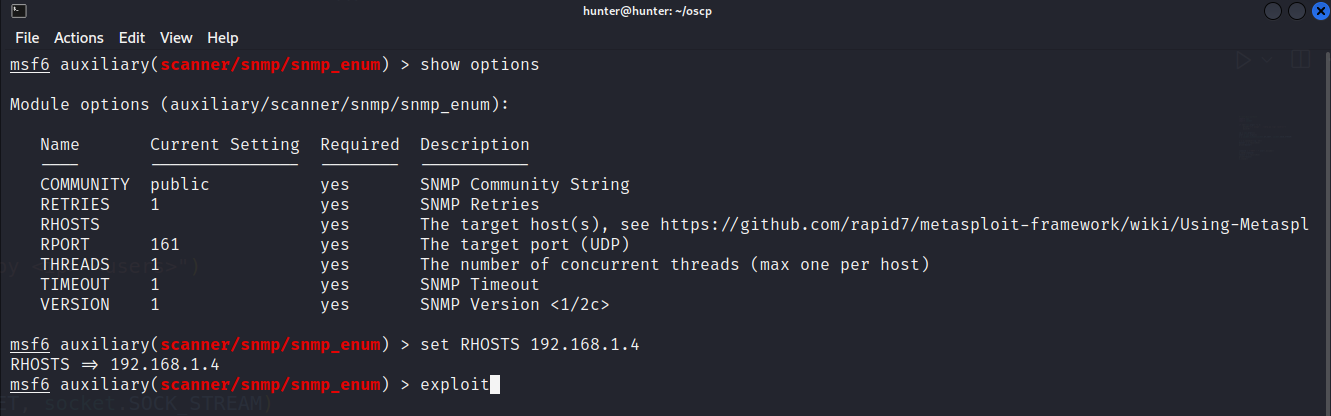 hunter@hunter: ~/oscp
File Actions Edit View Help
msf6 auxiliary(scanner/snmp/snmp_enum) > show options
Module options (auxiliary/scanner/snmp/snmp_enum):
Name Current Setting Required Description
COMMUNITY public yes SNMP Community String
RETRIES 1 yes SNMP Retries
RHOSTS yes The target host(s), see https://github.com/rapid7/metasploit-framework/wiki/Using-Metaspl
RPORT 161 yes The target port (UDP)
THREADS 1 yes The number of concurrent threads (max one per host)
TIMEOUT 1 yes SNMP Timeout
VERSION 1 yes SNMP Version <1/2c>
msf6 auxiliary(scanner/snmp/snmp_enum) > set RHOSTS 192.168.1.4
RHOSTS ⇒ 192.168.1.4
msf6 auxiliary(scanner/snmp/snmp_enum) > exploit
socket.SOCK_STREAM)